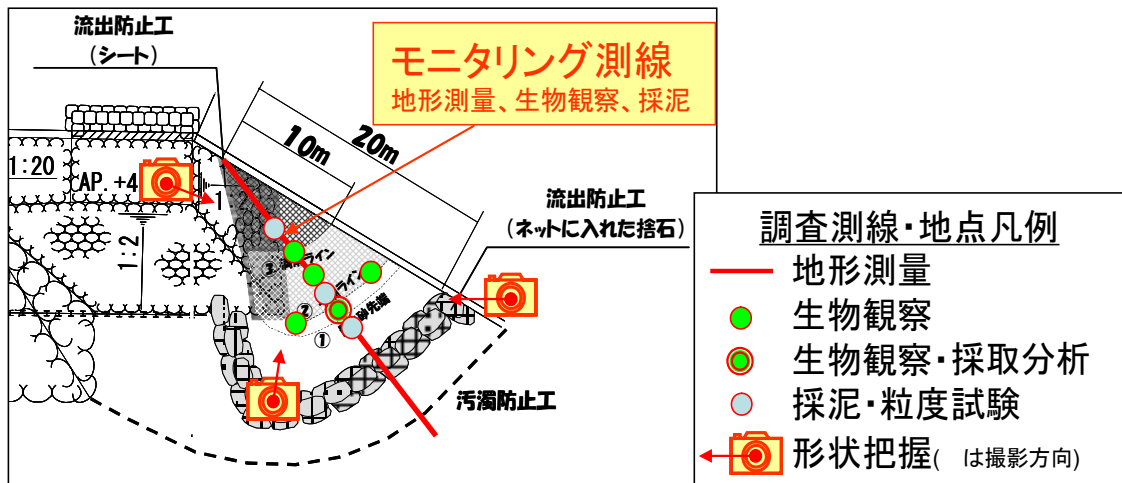 流出防止工
(シート)
モニタリング測線
地形測量、生物観察、採泥
20m
10m
1:20
AP.+4
1
1:2
流出防止工
(ネットに入れた捨石)
③
ライン
②
ライン
①
砂先端
汚濁防止工
調査測線・地点凡例
地形測量
生物観察
生物観察・採取分析
採泥・粒度試験
形状把握( は撮影方向)